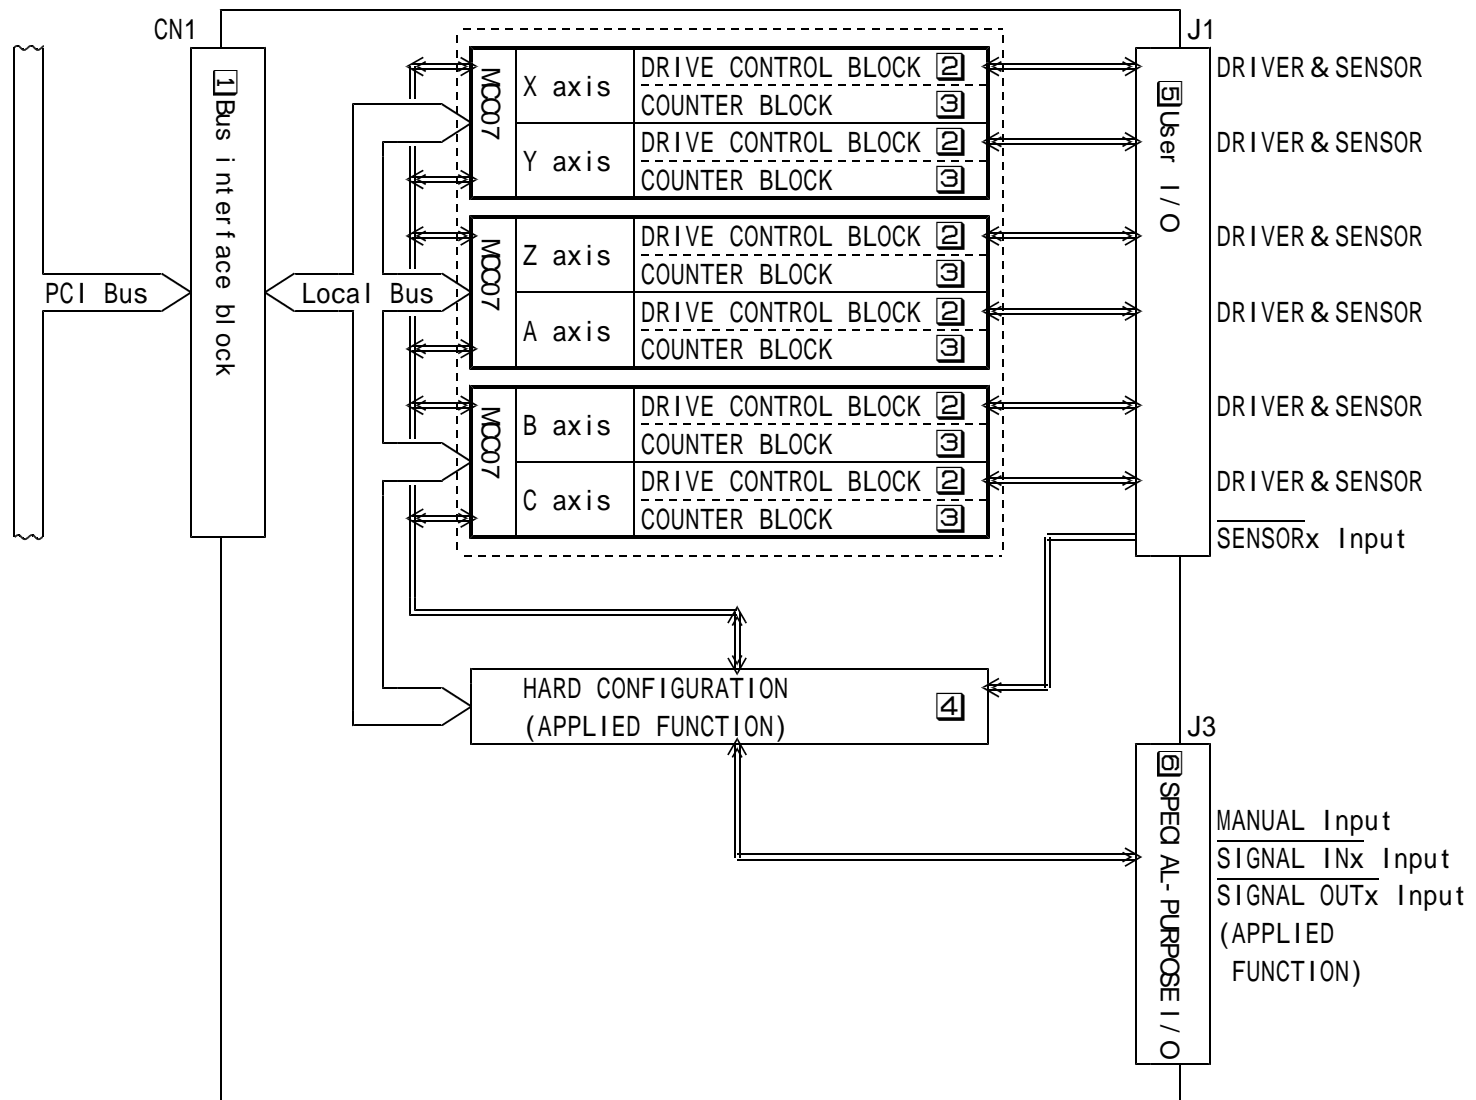 CN1
J1
PCI Bus
1 Bus interface block
Local Bus
MCC07
X axis
DRIVE CONTROL BLOCK 2
COUNTER BLOCK 3
Y axis
DRIVE CONTROL BLOCK 2
COUNTER BLOCK 3
MCC07
Z axis
DRIVE CONTROL BLOCK 2
COUNTER BLOCK 3
A axis
DRIVE CONTROL BLOCK 2
COUNTER BLOCK 3
MCC07
B axis
DRIVE CONTROL BLOCK 2
COUNTER BLOCK 3
C axis
DRIVE CONTROL BLOCK 2
COUNTER BLOCK 3
5 User I/O
DRIVER & SENSOR
DRIVER & SENSOR
DRIVER & SENSOR
DRIVER & SENSOR
DRIVER & SENSOR
DRIVER & SENSOR
SENSORx Input
HARD CONFIGURATION
(APPLIED FUNCTION) 4
J3
6 SPECIAL-PURPOSE I/O
MANUAL Input
SIGNAL INx Input
SIGNAL OUTx Input
(APPLIED
FUNCTION)